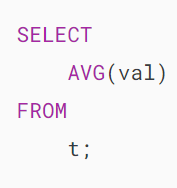 SELECT
    AVG(val)
FROM
    t;